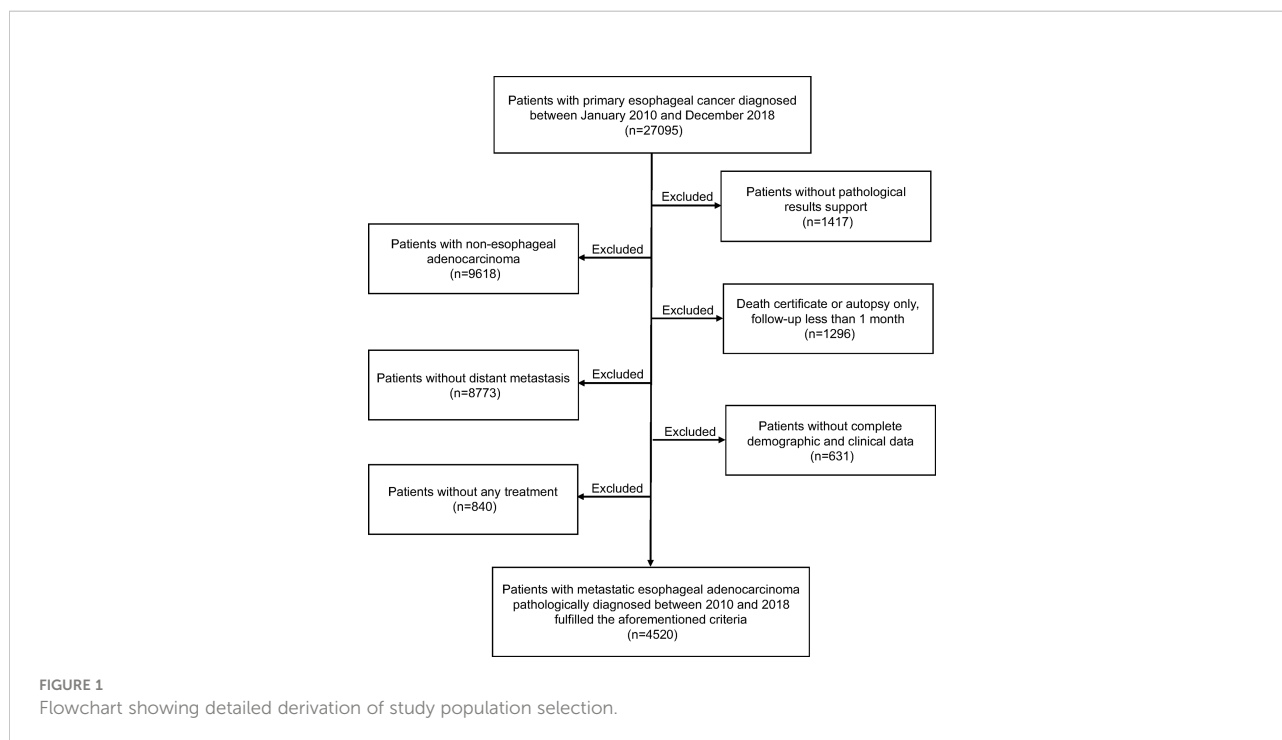 Patients with primary esophageal cancer diagnosed
between January 2010 and December 2018
(n=27095)
Excluded
Patients without pathological
results support
(n=1417)
Patients with non-esophageal
adenocarcinoma
(n=9618)
Excluded
Excluded
Death certificate or autopsy only,
follow-up less than 1 month
(n=1296)
Patients without distant metastasis
(n=8773)
Excluded
Excluded
Patients without complete
demographic and clinical data
(n=631)
Patients without any treatment
(n=840)
Excluded
Patients with metastatic esophageal adenocarcinoma
pathologically diagnosed between 2010 and 2018
fulfilled the aforementioned criteria
(n=4520)
FIGURE 1
Flowchart showing detailed derivation of study population selection.